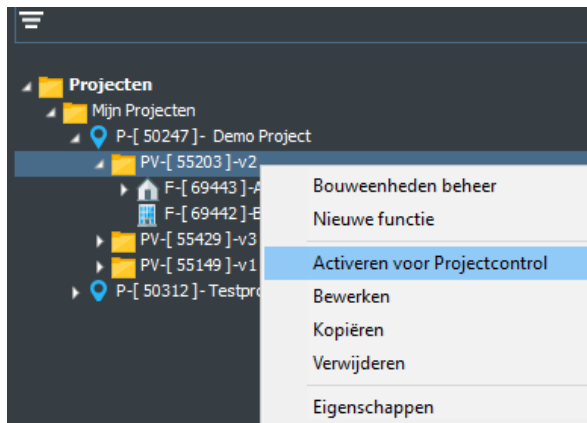 Projecten
Mijn Projecten
P-[ 50247 ]- Demo Project
PV-[ 55203 ]-v2
F-[ 69443 ]-A
F-[ 69442 ]-E
PV-[ 55429 ]-v3
PV-[ 55149 ]-v1
P-[ 50312 ]- Testpro
Bouweenheden beheer
Nieuwe functie
Activeren voor Projectcontrol
Bewerken
Kopiëren
Verwijderen
Eigenschappen